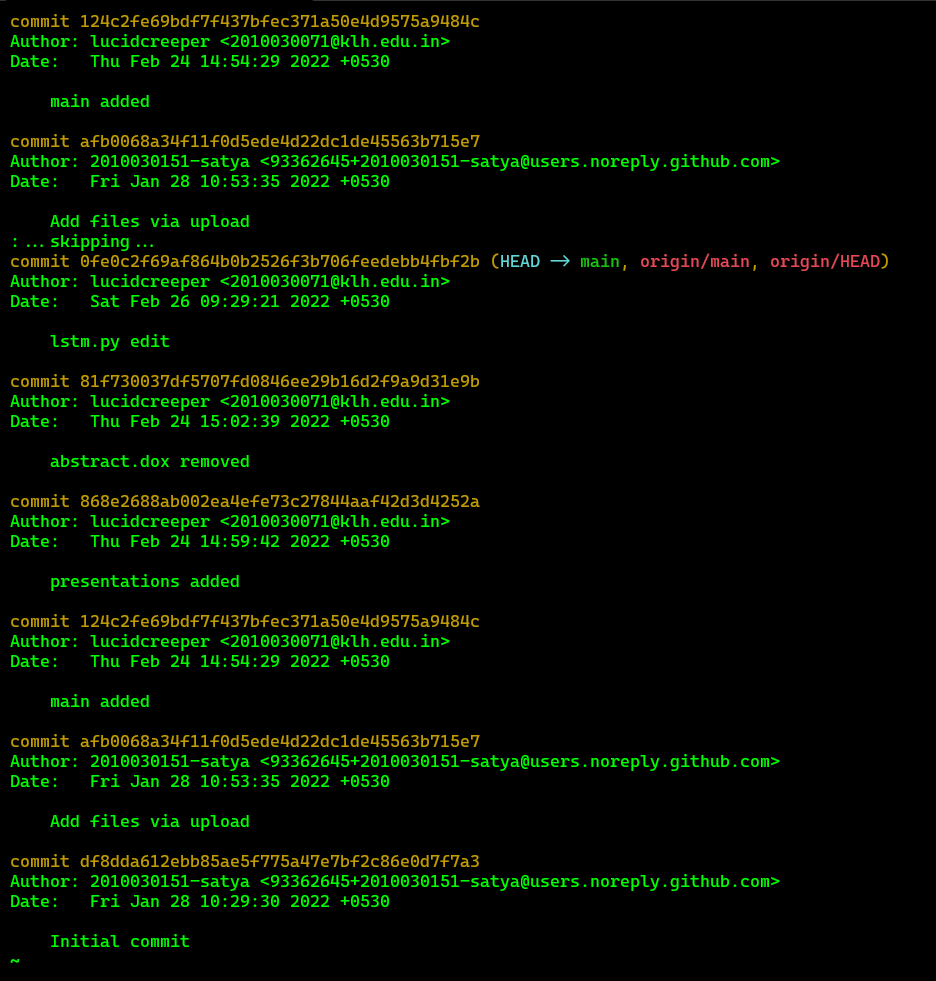 commit 124c2fe69bdf7f437bfec371a50e4d9575a9484c
Author: lucidcreeper <2010030071@klh.edu.in>
Date:   Thu Feb 24 14:54:29 2022 +0530
    main added
commit afb0068a34f11f0d5ede4d22dc1de45563b715e7
Author: 2010030151-satya <93362645+2010030151-satya@users.noreply.github.com>
Date:   Fri Jan 28 10:53:35 2022 +0530
    Add files via upload
:...skipping...
commit 0fe0c2f69af864b0b2526f3b706feedebb4fbf2b (HEAD -> main, origin/main, origin/HEAD)
Author: lucidcreeper <2010030071@klh.edu.in>
Date:   Sat Feb 26 09:29:21 2022 +0530
    lstm.py edit
commit 81f730037df5707fd0846ee29b16d2f9a9d31e9b
Author: lucidcreeper <2010030071@klh.edu.in>
Date:   Thu Feb 24 15:02:39 2022 +0530
    abstract.dox removed
commit 868e2688ab002ea4efe73c27844aaf42d3d4252a
Author: lucidcreeper <2010030071@klh.edu.in>
Date:   Thu Feb 24 14:59:42 2022 +0530
    presentations added
commit 124c2fe69bdf7f437bfec371a50e4d9575a9484c
Author: lucidcreeper <2010030071@klh.edu.in>
Date:   Thu Feb 24 14:54:29 2022 +0530
    main added
commit afb0068a34f11f0d5ede4d22dc1de45563b715e7
Author: 2010030151-satya <93362645+2010030151-satya@users.noreply.github.com>
Date:   Fri Jan 28 10:53:35 2022 +0530
    Add files via upload
commit df8dda612ebb85ae5f775a47e7bf2c86e0d7f7a3
Author: 2010030151-satya <93362645+2010030151-satya@users.noreply.github.com>
Date:   Fri Jan 28 10:29:30 2022 +0530
    Initial commit
~